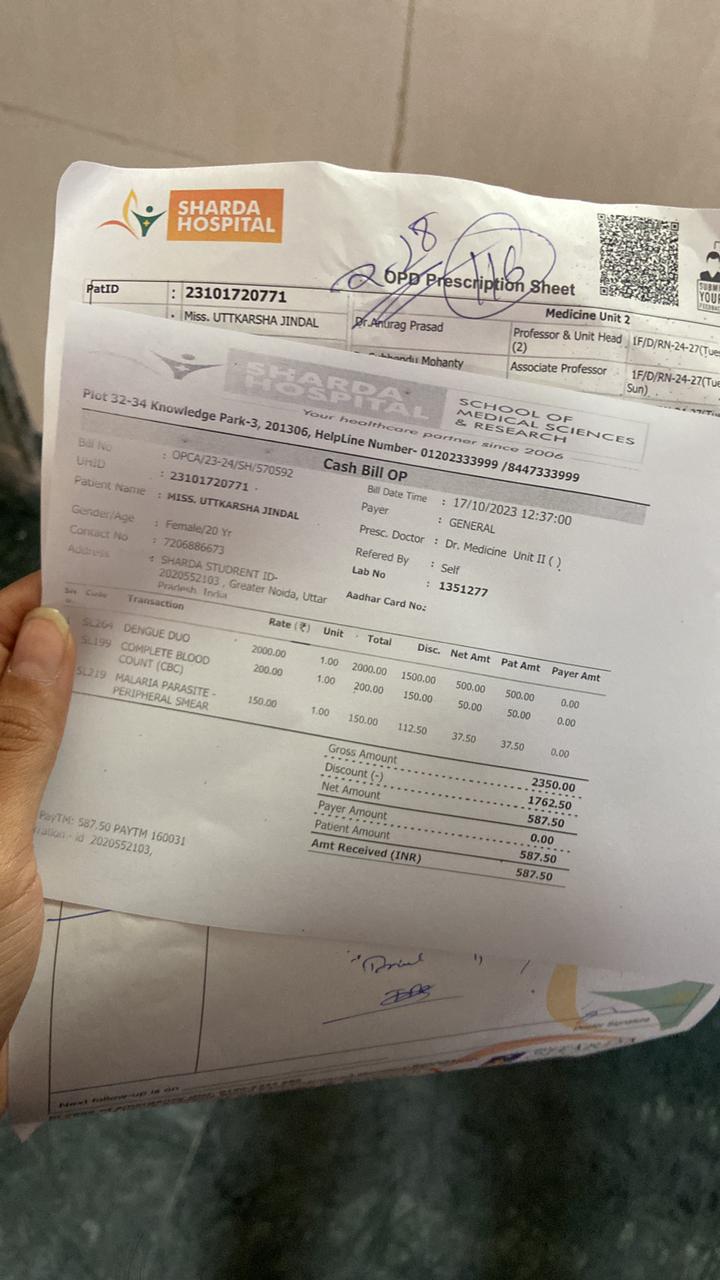 SHARDA
HOSPITAL
OPD Prescription Sheet
116
PatID : 23101720771
Medicine Unit 2
: Miss. UTTKARSHA JINDAL
Dr.Anurag Prasad Professor & Unit Head (2) 1F/D/RN-24-27(Tue
Mohanty Associate Professor 1F/D/RN-24-27(Tue Sun)
SUBM
YOU
SHARDA
HOSPITAL
SCHOOL OF
MEDICAL SCIENCES
& RESEARCH
Your healthcare partner since 2006
Plot 32-34 Knowledge Park-3, 201306, HelpLine Number- 01202333999 /8447333999
Cash Bill OP
Bill No : OPCA/23-24/SH/570592
UHID : 23101720771
Patient Name : MISS. UTTKARSHA JINDAL
Gender/Age : Female/20 Yr
Contact No : 7206886673
Address : SHARDA STUDRENT ID-
2020552103 , Greater Noida, Uttar
Pradesh, India
Bill Date Time : 17/10/2023 12:37:00
Payer : GENERAL
Presc. Doctor : Dr. Medicine Unit II ( )
Refered By : Self
Lab No : 1351277
Aadhar Card No:
Code Transaction Rate (₹) Unit Total Disc. Net Amt Pat Amt Payer Amt
SL264 DENGUE DUO 2000.00 1.00 2000.00 1500.00 500.00 500.00 0.00
SL199 COMPLETE BLOOD 200.00 1.00 200.00 150.00 50.00 50.00 0.00
COUNT (CBC)
SL219 MALARIA PARASITE - 150.00 1.00 150.00 112.50 37.50 37.50 0.00
PERIPHERAL SMEAR
Gross Amount 2350.00
Discount (-) 1762.50
Net Amount 587.50
Payer Amount 0.00
Patient Amount 587.50
Amt Received (INR) 587.50
PayTM: 587.50 PAYTM 160031
id 2020552103,
Next follow-up is on